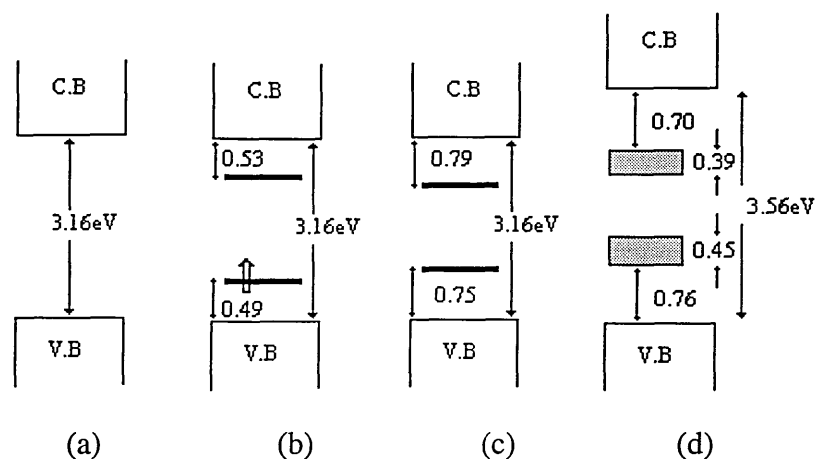 C.B
3.16eV
V.B
(a)
C.B
0.53
3.16eV
0.49
V.B
(b)
C.B
0.79
3.16eV
0.75
V.B
(c)
C.B
0.70
0.39
3.56eV
0.45
0.76
V.B
(d)